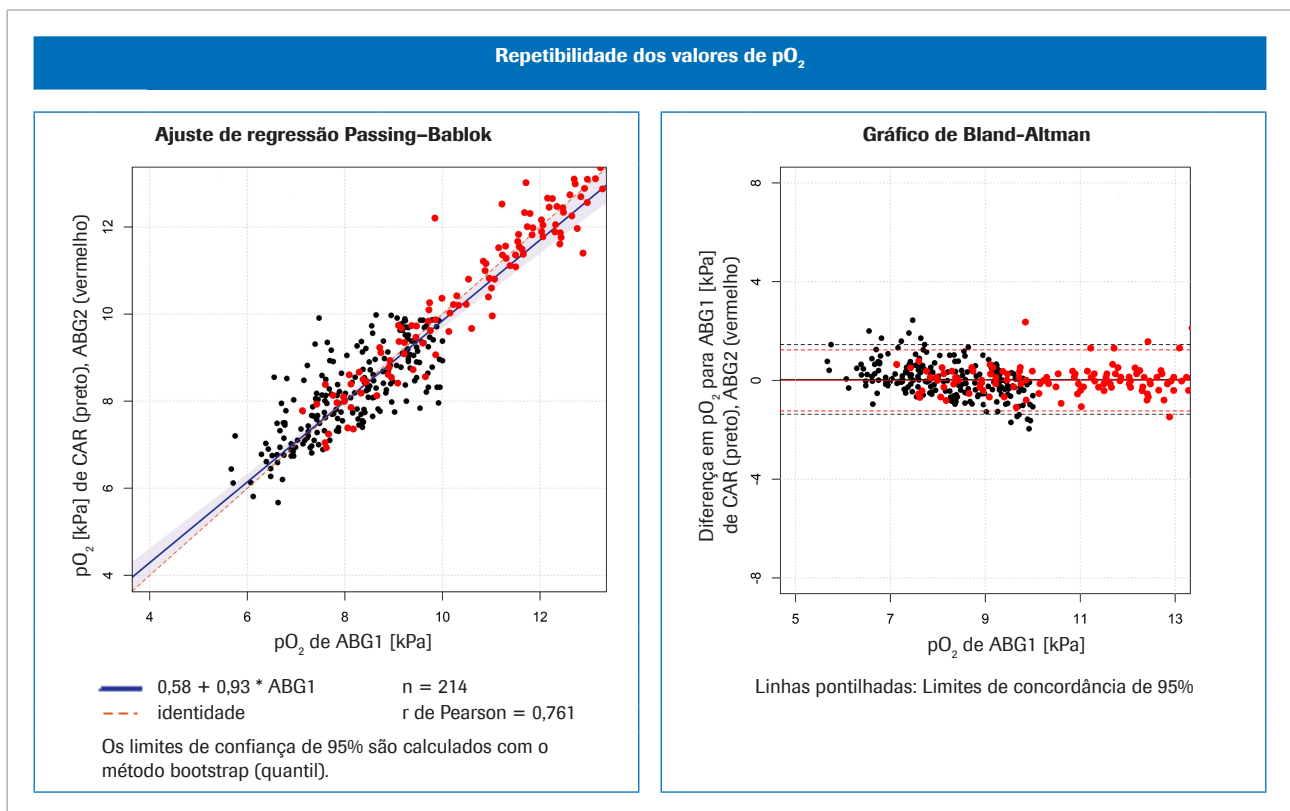 Repetibilidade dos valores de pO₂
Ajuste de regressão Passing–Bablok
pO₂ [kPa] de CAR (preto), ABG2 (vermelho)
12
10
8
6
4
4
6
8
10
12
pO₂ de ABG1 [kPa]
0,58 + 0,93 * ABG1
n = 214
identidade
r de Pearson = 0,761
Os limites de confiança de 95% são calculados com o
método bootstrap (quantil).
Gráfico de Bland-Altman
Diferença em pO₂ para ABG1 [kPa]
de CAR (preto), ABG2 (vermelho)
8
4
0
4
-8
5
7
9
11
13
pO₂ de ABG1 [kPa]
Linhas pontilhadas: Limites de concordância de 95%